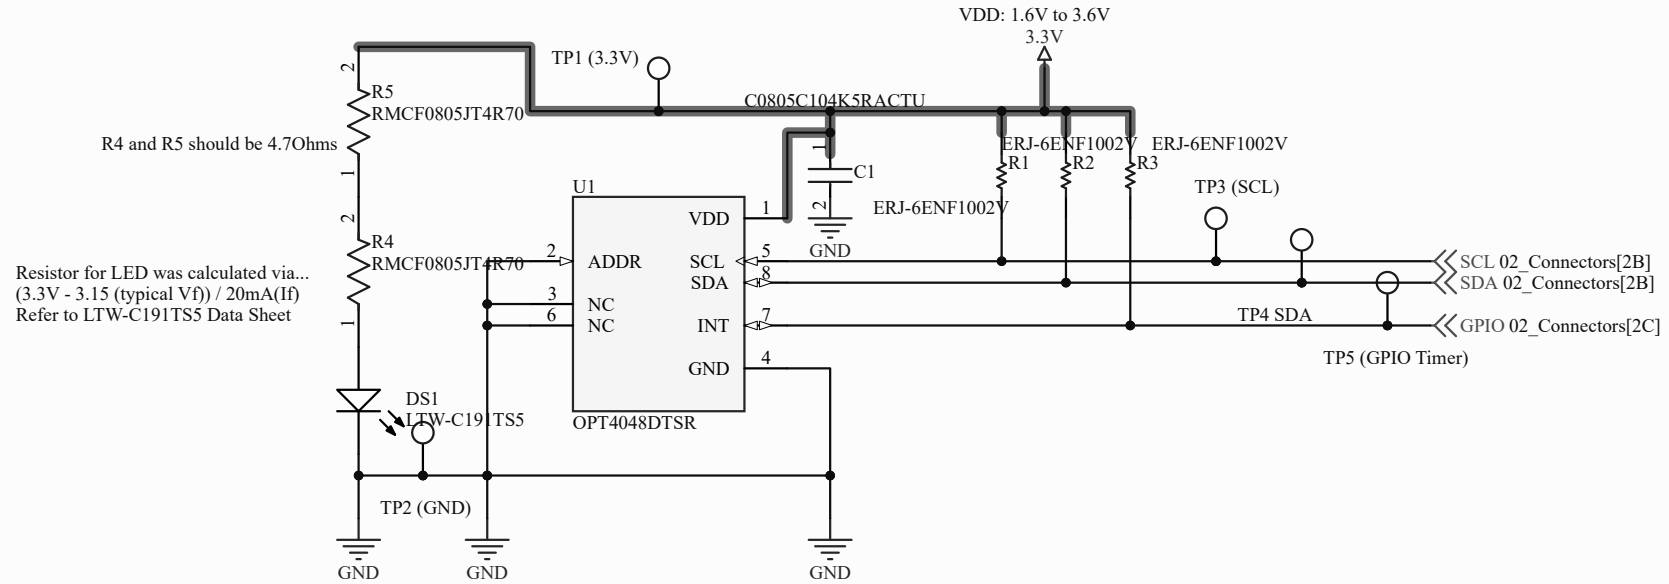 VDD: 1.6V to 3.6V
3.3V
TP1 (3.3V)
2
R5
RMCF0805JT4R70
C0805C104K5RACTU
R4 and R5 should be 4.7Ohms
1
1
C1
2
GND
ERJ-6ENF1002V
R1
ERJ-6ENF1002V
R2
ERJ-6ENF1002V
R3
TP3 (SCL)
U1
VDD
1
2
R4
RMCF0805JT4R70
1
Resistor for LED was calculated via...
(3.3V - 3.15 (typical Vf)) / 20mA(If)
Refer to LTW-C191TS5 Data Sheet
2
ADDR
SCL
5
3
NC
SDA
8
6
NC
INT
7
GND
4
OPT4048DTSR
SCL 02_Connectors[2B]
SDA 02_Connectors[2B]
TP4 SDA
GPIO 02_Connectors[2C]
TP5 (GPIO Timer)
DS1
LTW-C191TS5
TP2 (GND)
GND
GND
GND